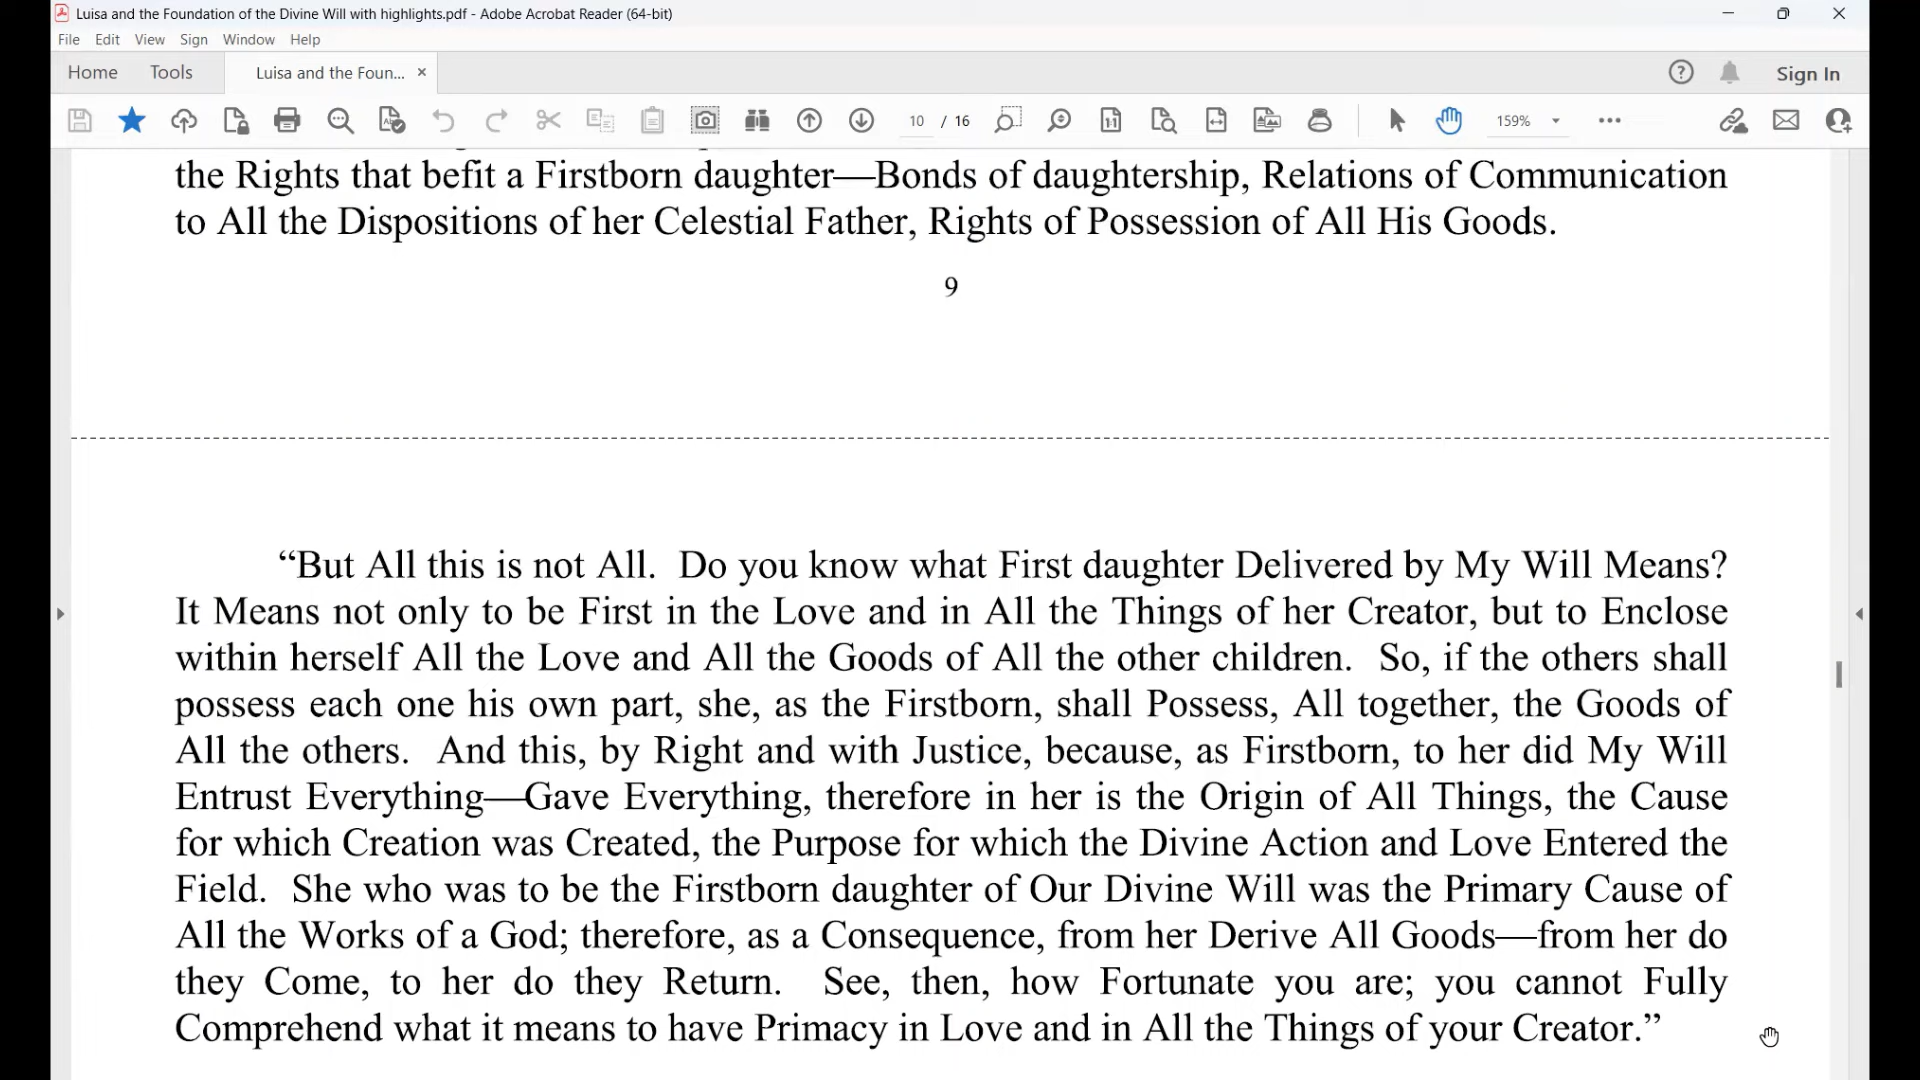 Luisa and the Foundation of the Divine Will with highlights.pdf - Adobe Acrobat Reader (64-bit)
File Edit View Sign Window Help
Home Tools Luisa and the Foun... × Sign In
10 / 16 159%
the Rights that befit a Firstborn daughter—Bonds of daughtership, Relations of Communication
to All the Dispositions of her Celestial Father, Rights of Possession of All His Goods.
9
“But All this is not All. Do you know what First daughter Delivered by My Will Means?
It Means not only to be First in the Love and in All the Things of her Creator, but to Enclose
within herself All the Love and All the Goods of All the other children. So, if the others shall
possess each one his own part, she, as the Firstborn, shall Possess, All together, the Goods of
All the others. And this, by Right and with Justice, because, as Firstborn, to her did My Will
Entrust Everything—Gave Everything, therefore in her is the Origin of All Things, the Cause
for which Creation was Created, the Purpose for which the Divine Action and Love Entered the
Field. She who was to be the Firstborn daughter of Our Divine Will was the Primary Cause of
All the Works of a God; therefore, as a Consequence, from her Derive All Goods—from her do
they Come, to her do they Return. See, then, how Fortunate you are; you cannot Fully
Comprehend what it means to have Primacy in Love and in All the Things of your Creator.”